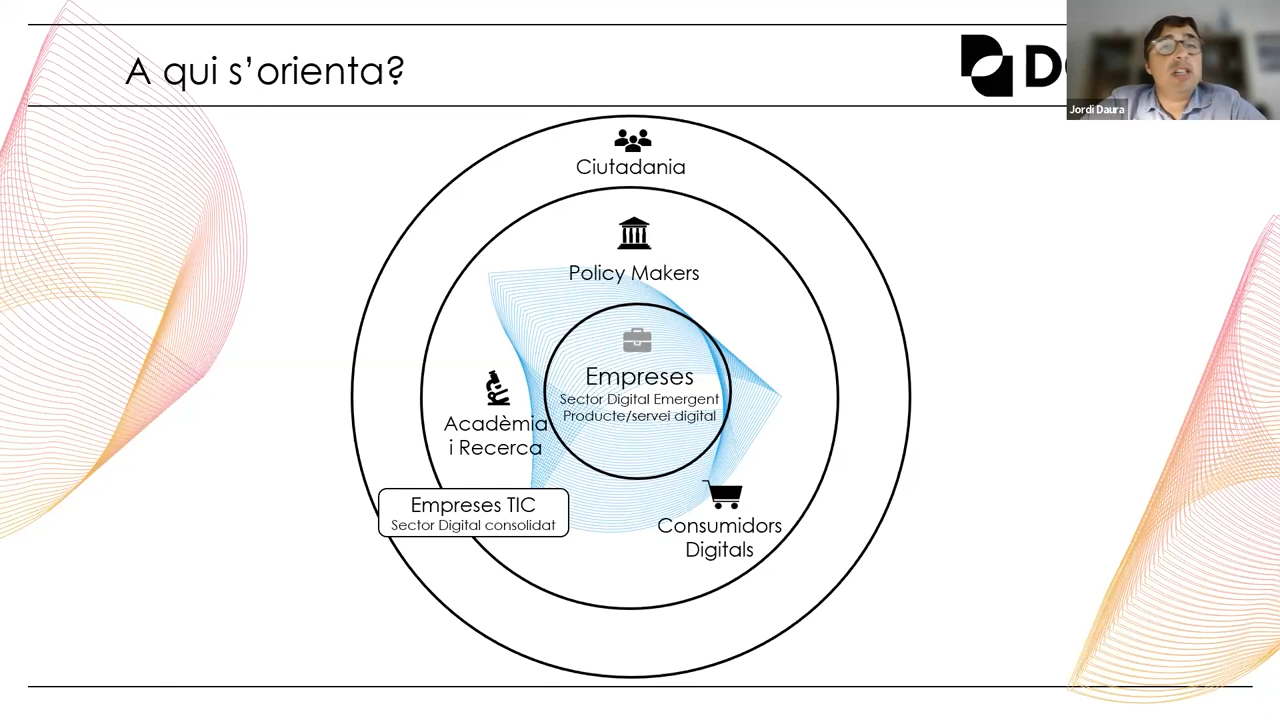 A qui s’orienta?
Jordi Daura
Ciutadania
Policy Makers
Empreses
Sector Digital Emergent
Producte/servei digital
Acadèmia
i Recerca
Empreses TIC
Sector Digital consolidat
Consumidors
Digitals